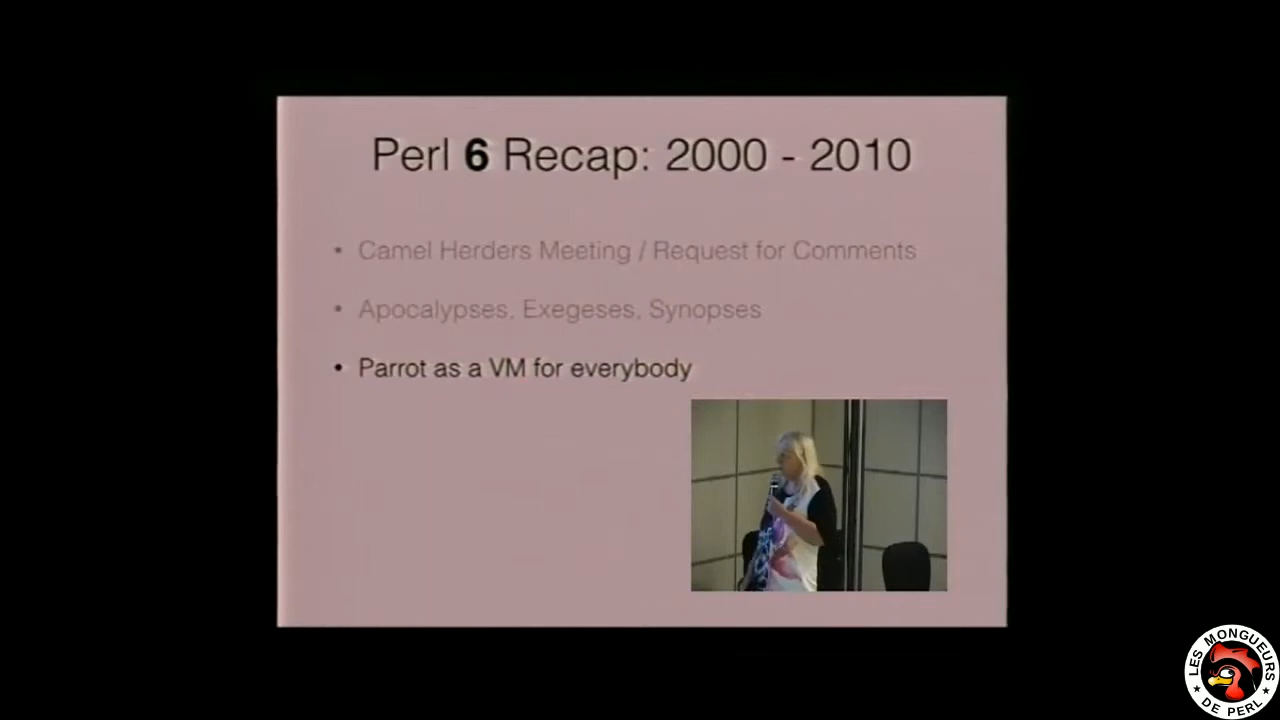 Perl 6 Recap: 2000 - 2010
• Camel Herders Meeting / Request for Comments
• Apocalypses, Exegeses, Synopses
• Parrot as a VM for everybody
LES MONGUEURS
★ DE PERL ★